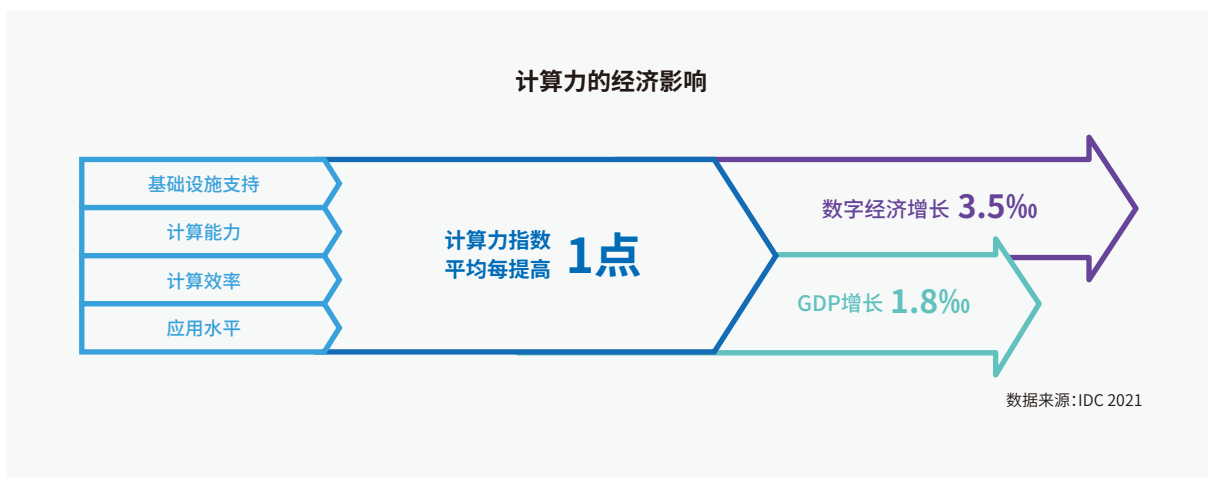 计算力的经济影响
基础设施支持
计算能力
计算效率
应用水平
计算力指数
平均每提高
1点
数字经济增长 3.5‰
GDP增长 1.8‰
数据来源：IDC 2021